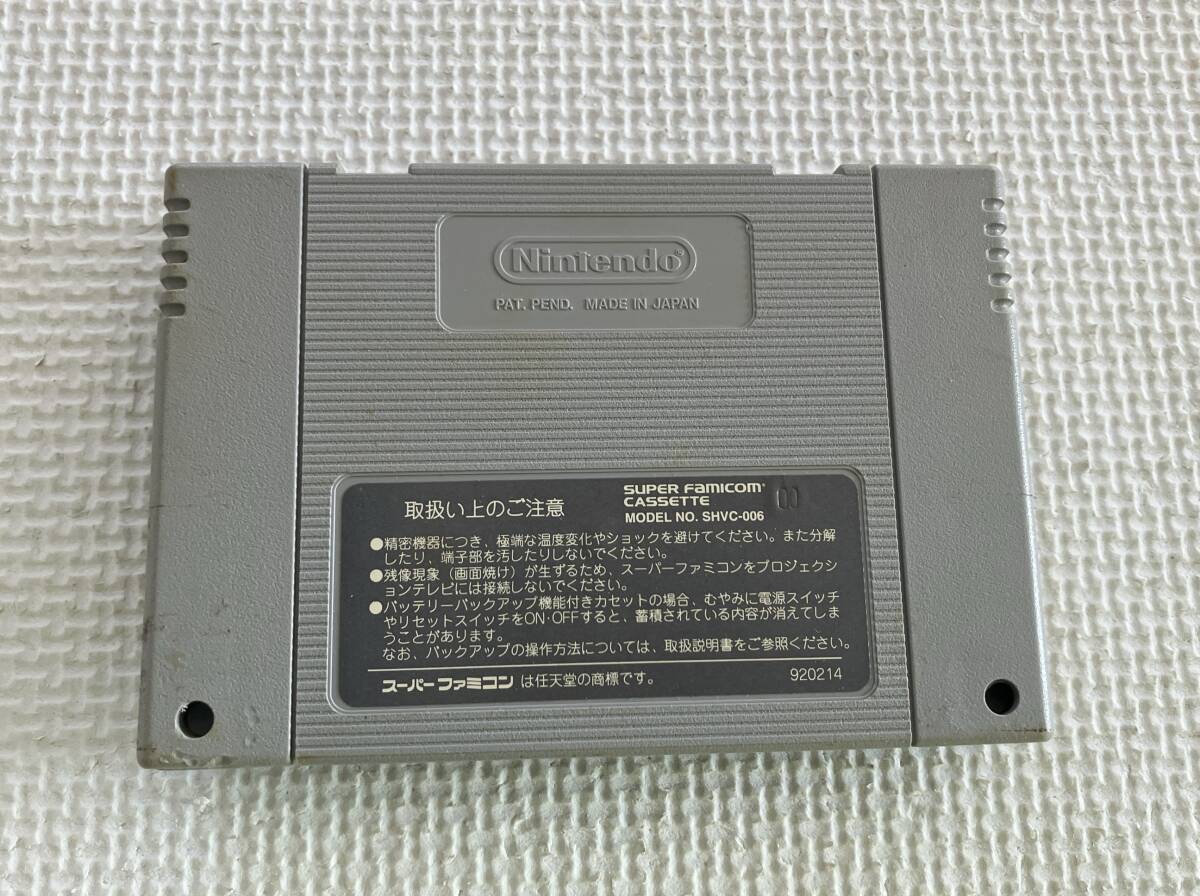 Nintendo®
PAT. PEND. MADE IN JAPAN
取扱い上のご注意
SUPER FAMICOM®
CASSETTE
MODEL NO. SHVC-006
●精密機器につき、極端な温度変化やショックを避けてください。また分解
したり、端子部を汚したりしないでください。
●残像現象（画面焼け）が生ずるため、スーパーファミコンをプロジェクシ
ョンテレビには接続しないでください。
●バッテリーバックアップ機能付きカセットの場合、むやみに電源スイッチ
やリセットスイッチをON·OFFすると、蓄積されている内容が消えてしま
うことがあります。
なお、バックアップの操作方法については、取扱説明書をご参照ください。
スーパーファミコン は任天堂の商標です。
920214